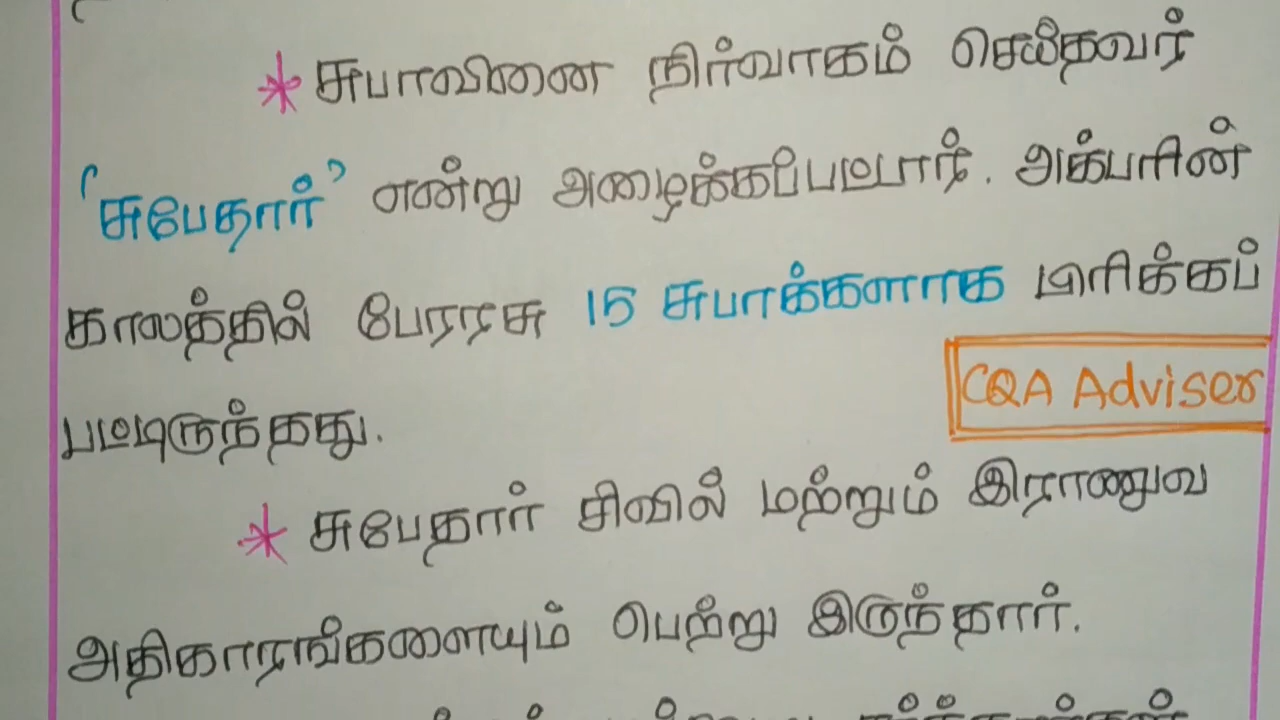 * சுபாவினை நிர்வாகம் செய்தவர்
'சுபேதார்' என்று அழைக்கப்பட்டார். அக்பரின்
காலத்தில் பேரரசு 15 சுபாக்களாக பிரிக்கப்
பட்டிருந்தது.
CQA Adviser
* சுபேதார் சிவில் மற்றும் இராணுவ
அதிகாரங்களையும் பெற்று இருந்தார்.